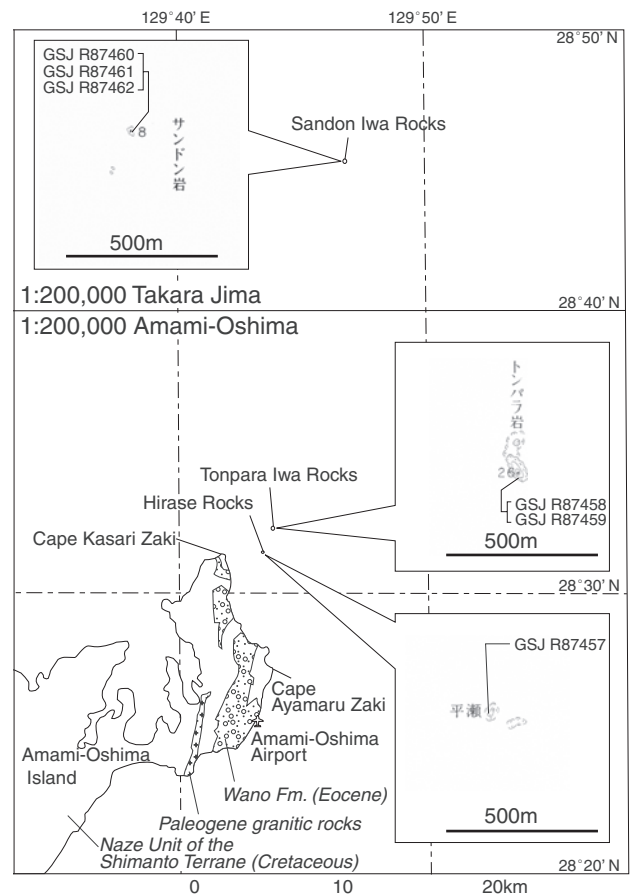 129°40' E
129°50' E
28°50' N
GSJ R87460
GSJ R87461
GSJ R87462
8
サンドン岩
500m
Sandon Iwa Rocks
1:200,000 Takara Jima
28°40' N
1:200,000 Amami-Oshima
トンバラ岩
26
GSJ R87458
GSJ R87459
500m
Tonpara Iwa Rocks
Hirase Rocks
Cape Kasari Zaki
28°30' N
GSJ R87457
平瀬
500m
Cape
Ayamaru Zaki
Amami-Oshima
Airport
Amami-Oshima
Island
Wano Fm. (Eocene)
Paleogene granitic rocks
Naze Unit of the
Shimanto Terrane (Cretaceous)
28°20' N
0
10
20km